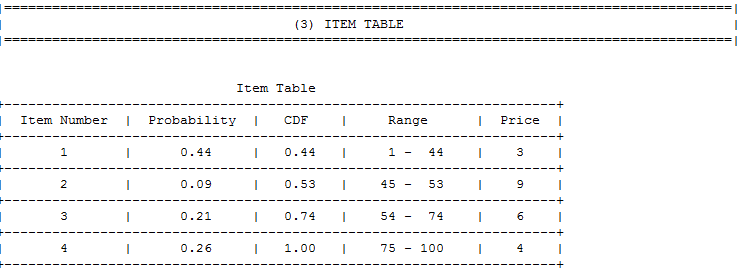 (3) ITEM TABLE
Item Table
Item Number | Probability | CDF | Range | Price |
1 | 0.44 | 0.44 | 1 - 44 | 3 |
2 | 0.09 | 0.53 | 45 - 53 | 9 |
3 | 0.21 | 0.74 | 54 - 74 | 6 |
4 | 0.26 | 1.00 | 75 - 100 | 4 |